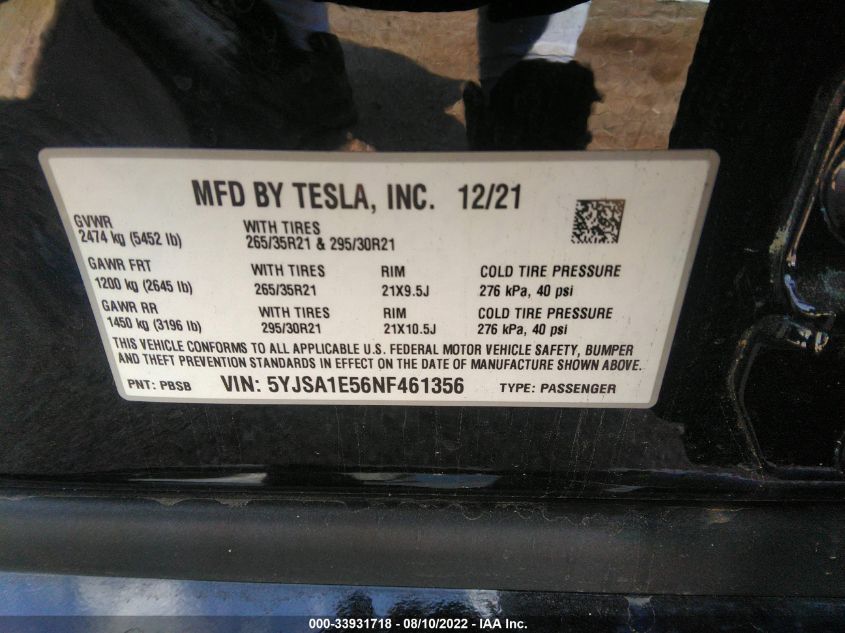 MFD BY TESLA, INC. 12/21
GVWR
2474 kg (5452 lb)
WITH TIRES
265/35R21 & 295/30R21
GAWR FRT
1200 kg (2645 lb)
WITH TIRES
265/35R21
RIM
21X9.5J
COLD TIRE PRESSURE
276 kPa, 40 psi
GAWR RR
1450 kg (3196 lb)
WITH TIRES
295/30R21
RIM
21X10.5J
COLD TIRE PRESSURE
276 kPa, 40 psi
THIS VEHICLE CONFORMS TO ALL APPLICABLE U.S. FEDERAL MOTOR VEHICLE SAFETY, BUMPER
AND THEFT PREVENTION STANDARDS IN EFFECT ON THE DATE OF MANUFACTURE SHOWN ABOVE.
PNT: PBSB VIN: 5YJSA1E56NF461356 TYPE: PASSENGER
000-33931718 - 08/10/2022 - IAA Inc.